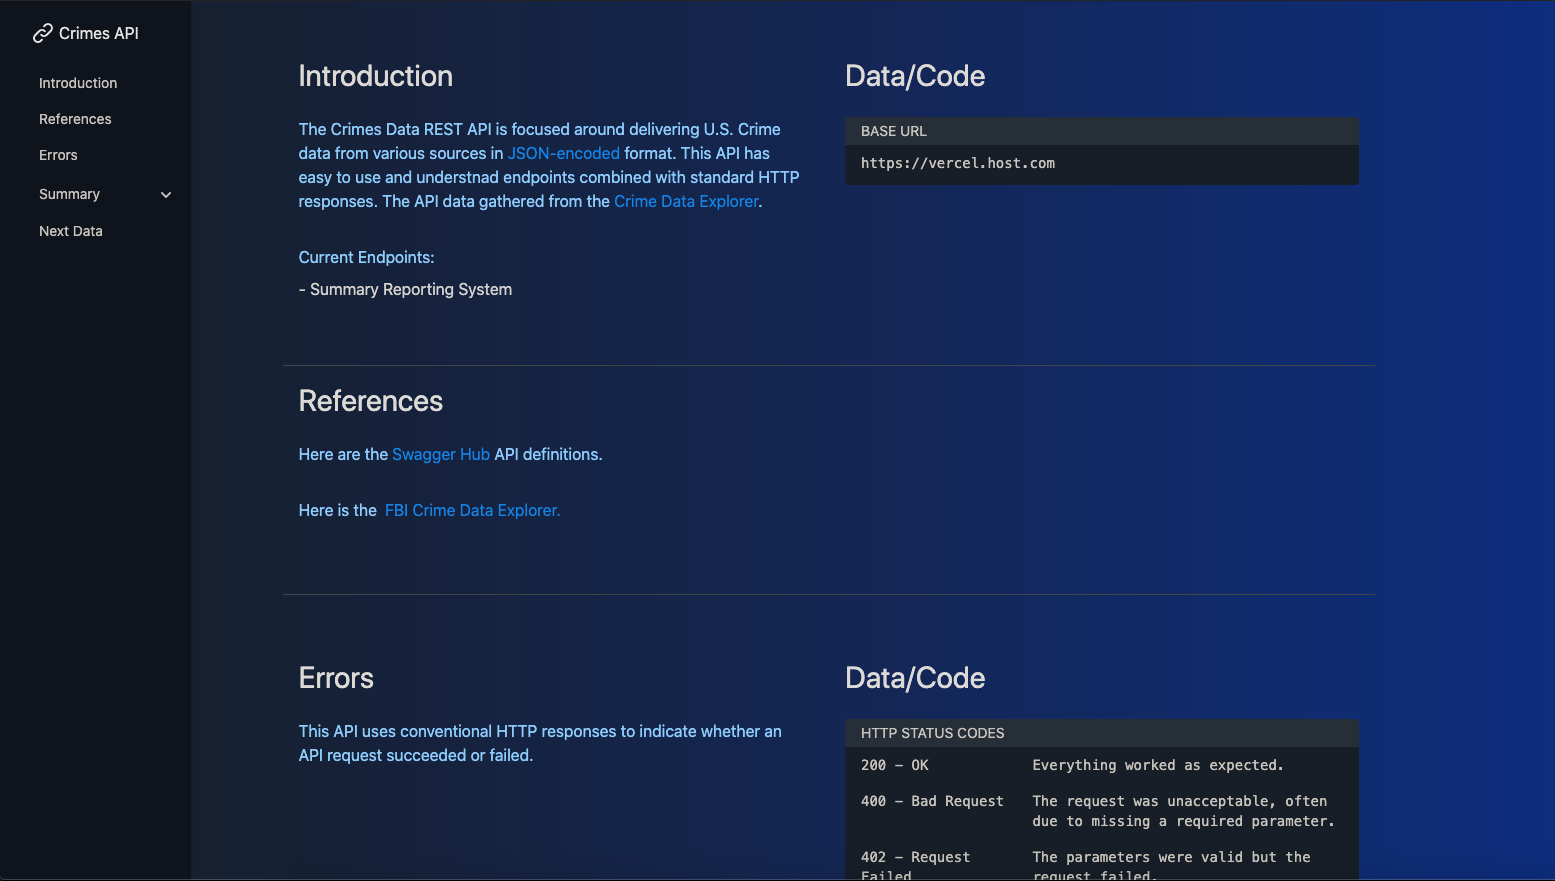 Crimes API
Introduction
References
Errors
Summary
Next Data
Introduction
The Crimes Data REST API is focused around delivering U.S. Crime
data from various sources in JSON-encoded format. This API has
easy to use and understnad endpoints combined with standard HTTP
responses. The API data gathered from the Crime Data Explorer.
Current Endpoints:
- Summary Reporting System
Data/Code
BASE URL
https://vercel.host.com
References
Here are the Swagger Hub API definitions.
Here is the FBI Crime Data Explorer.
Errors
This API uses conventional HTTP responses to indicate whether an
API request succeeded or failed.
Data/Code
HTTP STATUS CODES
200 – OK Everything worked as expected.
400 – Bad Request The request was unacceptable, often
due to missing a required parameter.
402 – Request The parameters were valid but the
Failed request failed.